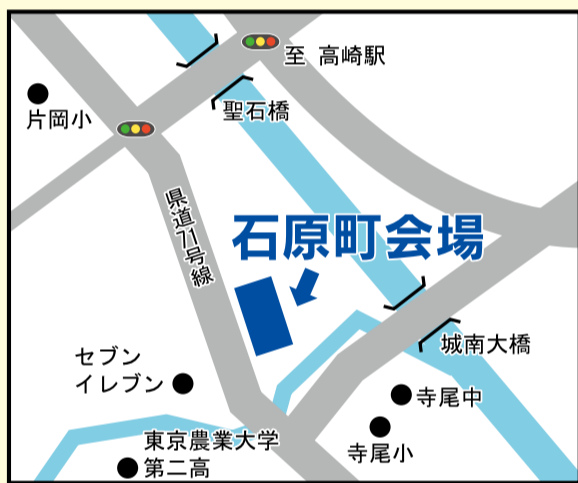 至 高崎駅
片岡小
聖石橋
県道71号線
石原町会場
城南大橋
セブン
イレブン
寺尾中
寺尾小
東京農業大学
第二高